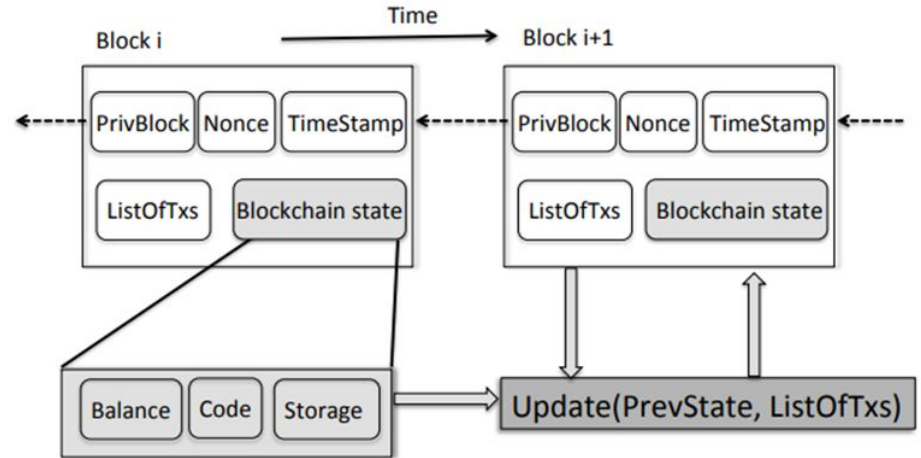 Time
Block i
Block i+1
PrivBlock Nonce TimeStamp
PrivBlock Nonce TimeStamp
ListOfTxs Blockchain state
ListOfTxs Blockchain state
Balance Code Storage
Update(PrevState, ListOfTxs)